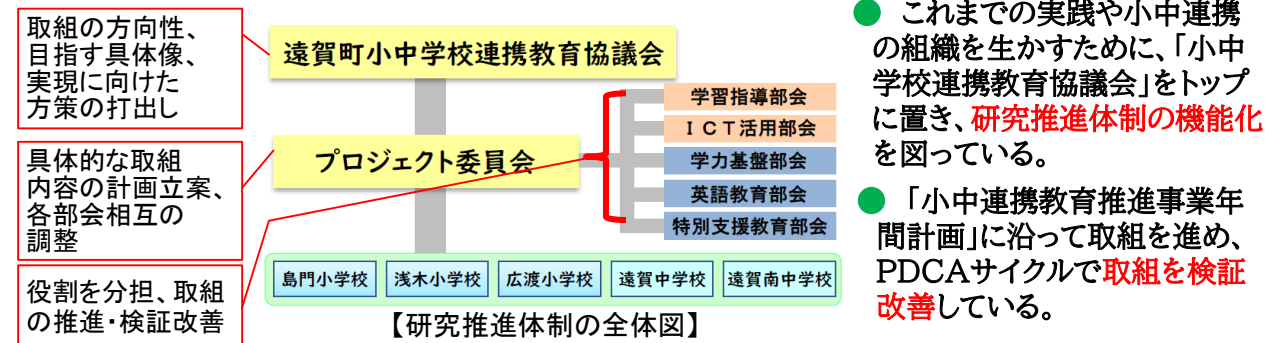 取組の方向性、
目指す具体像、
実現に向けた
方策の打出し
具体的な取組
内容の計画立案、
各部会相互の
調整
役割を分担、取組
の推進・検証改善
遠賀町小中学校連携教育協議会
プロジェクト委員会
学習指導部会
ＩＣＴ活用部会
学力基盤部会
英語教育部会
特別支援教育部会
島門小学校
浅木小学校
広渡小学校
遠賀中学校
遠賀南中学校
【研究推進体制の全体図】
● これまでの実践や小中連携
の組織を生かすために、「小中
学校連携教育協議会」をトップ
に置き、研究推進体制の機能化
を図っている。
● 「小中連携教育推進事業年
間計画」に沿って取組を進め、
PDCAサイクルで取組を検証
改善している。